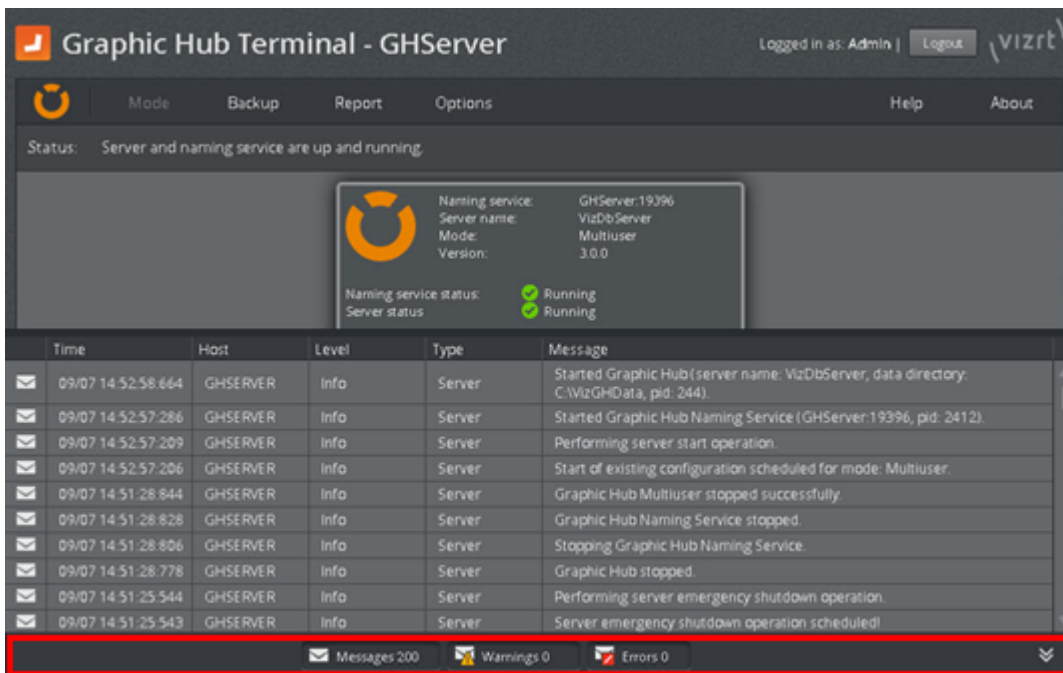 Graphic Hub Terminal - GHServer
Logged in as: Admin | Logout vizrt
Mode Backup Report Options Help About
Status: Server and naming service are up and running.
Naming service: GHServer:19396
Server name: VizDbServer
Mode: Multiuser
Version: 3.0.0
Naming service status: Running
Server status Running
Time Host Level Type Message
09/07 14:52:58:664 GHSERVER Info Server Started Graphic Hub (server name: VizDbServer, data directory:
C:\VizGHData, pid: 244).
09/07 14:52:57:286 GHSERVER Info Server Started Graphic Hub Naming Service (GHServer:19396, pid: 2412).
09/07 14:52:57:209 GHSERVER Info Server Performing server start operation.
09/07 14:52:57:206 GHSERVER Info Server Start of existing configuration scheduled for mode: Multiuser.
09/07 14:51:28:844 GHSERVER Info Server Graphic Hub Multiuser stopped successfully.
09/07 14:51:28:828 GHSERVER Info Server Graphic Hub Naming Service stopped.
09/07 14:51:28:806 GHSERVER Info Server Stopping Graphic Hub Naming Service.
09/07 14:51:28:778 GHSERVER Info Server Graphic Hub stopped.
09/07 14:51:25:544 GHSERVER Info Server Performing server emergency shutdown operation.
09/07 14:51:25:543 GHSERVER Info Server Server emergency shutdown operation scheduled!
Messages 200 Warnings 0 Errors 0